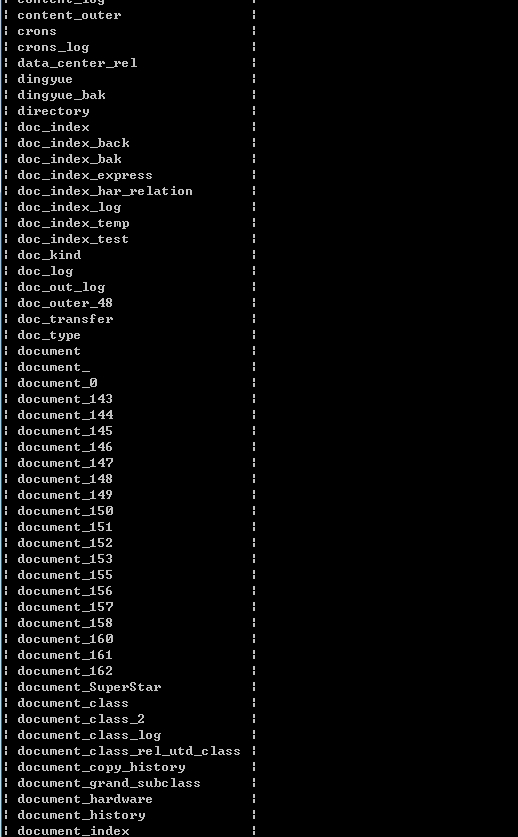 | content_log |
| content_outer |
| crons |
| crons_log |
| data_center_rel |
| dingyue |
| dingyue_bak |
| directory |
| doc_index |
| doc_index_back |
| doc_index_bak |
| doc_index_express |
| doc_index_har_relation |
| doc_index_log |
| doc_index_temp |
| doc_index_test |
| doc_kind |
| doc_log |
| doc_out_log |
| doc_outer_48 |
| doc_transfer |
| doc_type |
| document |
| document_ |
| document_0 |
| document_143 |
| document_144 |
| document_145 |
| document_146 |
| document_147 |
| document_148 |
| document_149 |
| document_150 |
| document_151 |
| document_152 |
| document_153 |
| document_155 |
| document_156 |
| document_157 |
| document_158 |
| document_160 |
| document_161 |
| document_162 |
| document_SuperStar |
| document_class |
| document_class_2 |
| document_class_log |
| document_class_rel_utd_class |
| document_copy_history |
| document_grand_subclass |
| document_hardware |
| document_history |
| document_index |